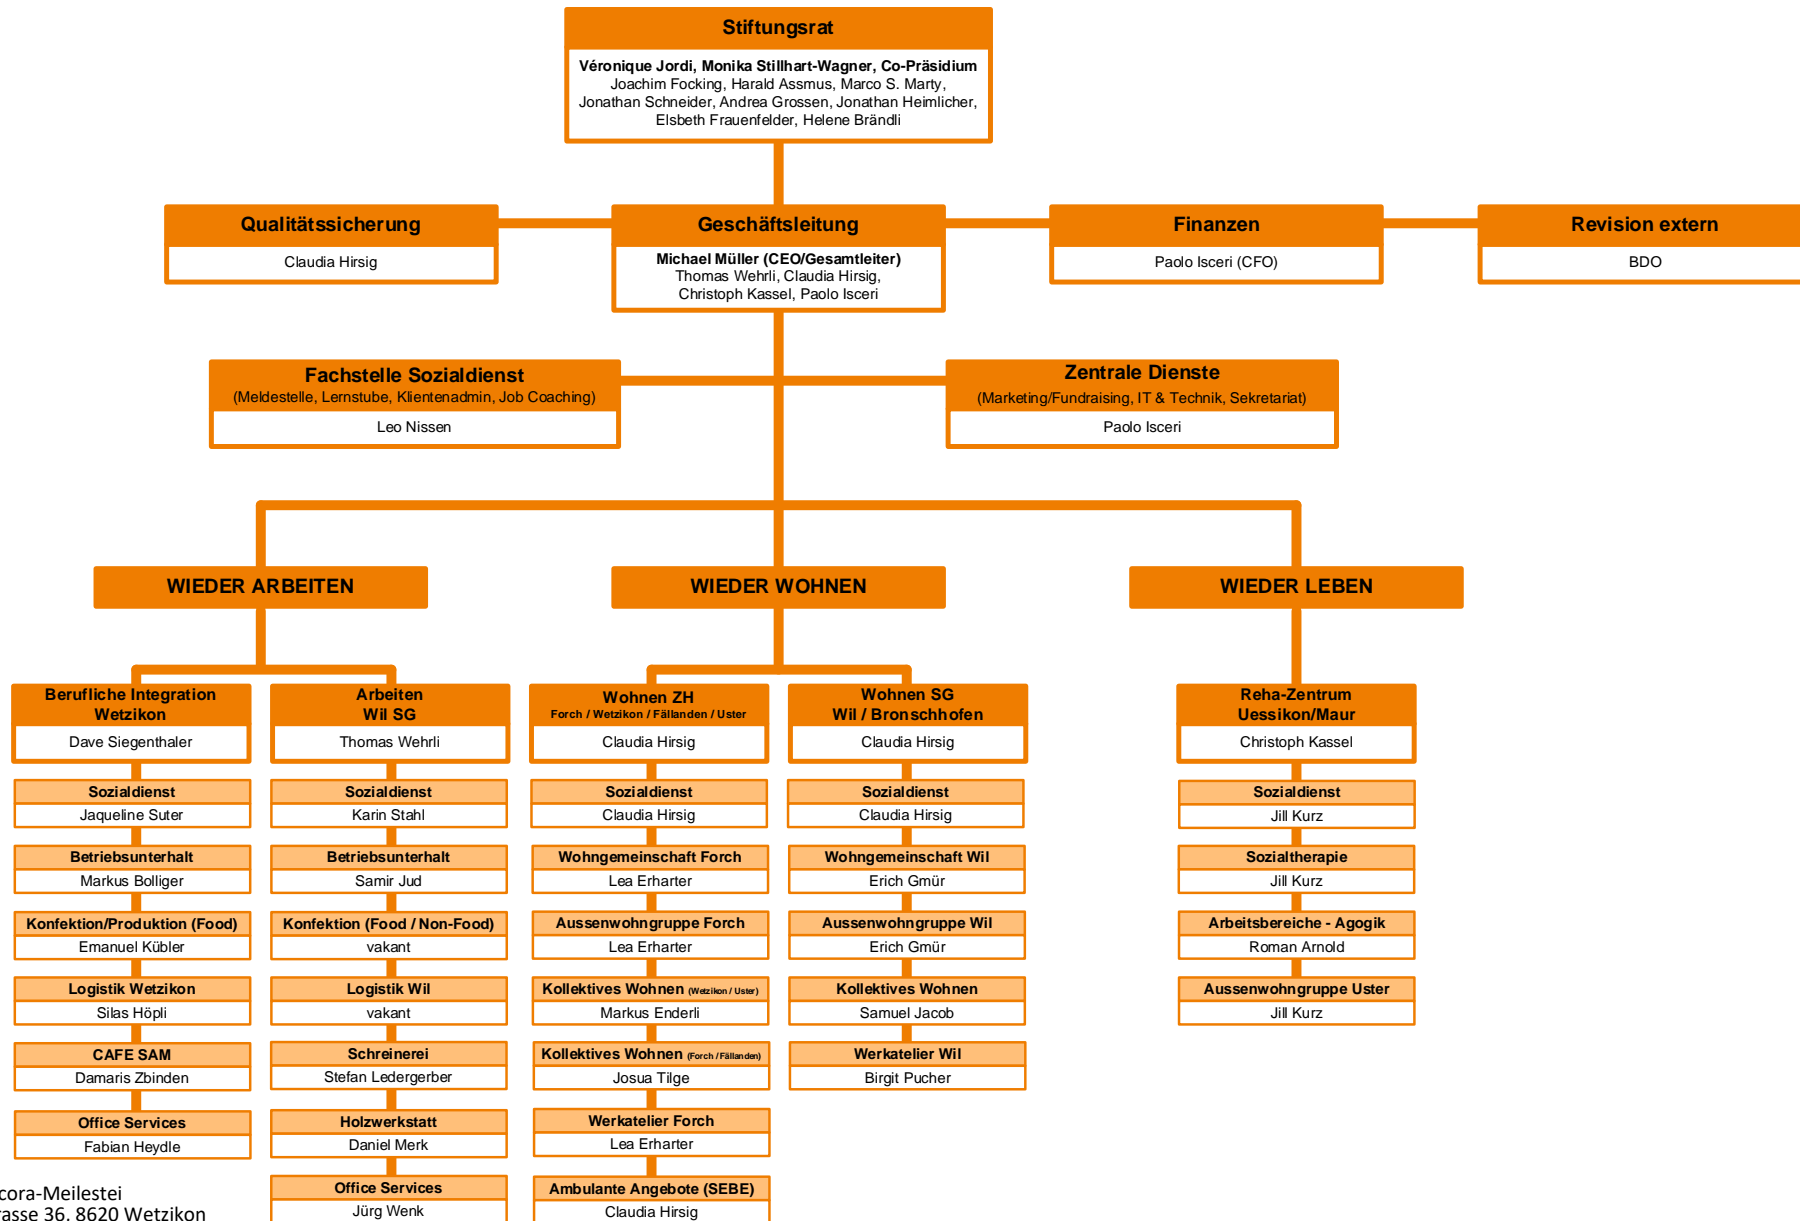 Stiftungsrat
Véronique Jordi, Monika Stillhart-Wagner, Co-Präsidium
Joachim Focking, Harald Assmus, Marco S. Marty,
Jonathan Schneider, Andrea Grossen, Jonathan Heimlicher,
Elsbeth Frauenfelder, Helene Brändli
Qualitätssicherung
Claudia Hirsig
Geschäftsleitung
Michael Müller (CEO/Gesamtleiter)
Thomas Wehrli, Claudia Hirsig,
Christoph Kassel, Paolo Isceri
Finanzen
Paolo Isceri (CFO)
Revision extern
BDO
Fachstelle Sozialdienst
(Meldestelle, Lernstube, Klientenadmin, Job Coaching)
Leo Nissen
Zentrale Dienste
(Marketing/Fundraising, IT & Technik, Sekretariat)
Paolo Isceri
WIEDER ARBEITEN
WIEDER WOHNEN
WIEDER LEBEN
Berufliche Integration
Wetzikon
Dave Siegenthaler
Sozialdienst
Jaqueline Suter
Betriebsunterhalt
Markus Bolliger
Konfektion/Produktion (Food)
Emanuel Kübler
Logistik Wetzikon
Silas Höpli
CAFE SAM
Damaris Zbinden
Office Services
Fabian Heydle
Arbeiten
Wil SG
Thomas Wehrli
Sozialdienst
Karin Stahl
Betriebsunterhalt
Samir Jud
Konfektion (Food / Non-Food)
vakant
Logistik Wil
vakant
Schreinerei
Stefan Ledergerber
Holzwerkstatt
Daniel Merk
Office Services
Jürg Wenk
Wohnen ZH
Forch / Wetzikon / Fällanden / Uster
Claudia Hirsig
Sozialdienst
Claudia Hirsig
Wohngemeinschaft Forch
Lea Erharter
Aussenwohngruppe Forch
Lea Erharter
Kollektives Wohnen (Wetzikon / Uster)
Markus Enderli
Kollektives Wohnen (Forch / Fällanden)
Josua Tilge
Werkatelier Forch
Lea Erharter
Ambulante Angebote (SEBE)
Claudia Hirsig
Wohnen SG
Wil / Bronschhofen
Claudia Hirsig
Sozialdienst
Claudia Hirsig
Wohngemeinschaft Wil
Erich Gmür
Aussenwohngruppe Wil
Erich Gmür
Kollektives Wohnen
Samuel Jacob
Werkatelier Wil
Birgit Pucher
Reha-Zentrum
Uessikon/Maur
Christoph Kassel
Sozialdienst
Jill Kurz
Sozialtherapie
Jill Kurz
Arbeitsbereiche - Agogik
Roman Arnold
Aussenwohngruppe Uster
Jill Kurz
cora-Meilestei
rasse 36, 8620 Wetzikon